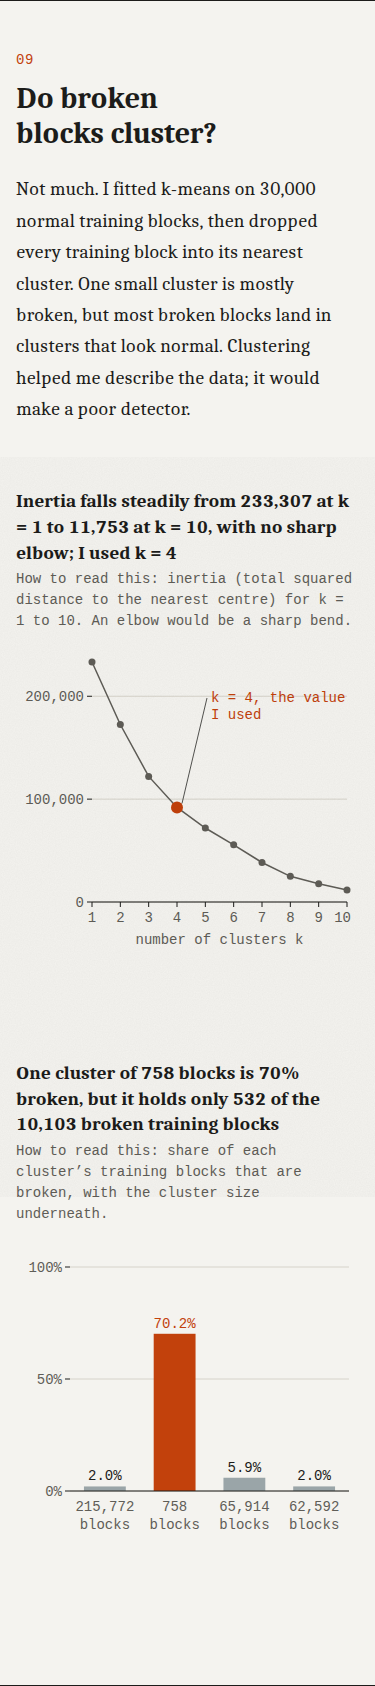 09
Do broken
blocks cluster?
Not much. I fitted k-means on 30,000
normal training blocks, then dropped
every training block into its nearest
cluster. One small cluster is mostly
broken, but most broken blocks land in
clusters that look normal. Clustering
helped me describe the data; it would
make a poor detector.
Inertia falls steadily from 233,307 at k
= 1 to 11,753 at k = 10, with no sharp
elbow; I used k = 4
How to read this: inertia (total squared
distance to the nearest centre) for k =
1 to 10. An elbow would be a sharp bend.
200,000
k = 4, the value
I used
100,000
0
1 2 3 4 5 6 7 8 9 10
number of clusters k
One cluster of 758 blocks is 70%
broken, but it holds only 532 of the
10,103 broken training blocks
How to read this: share of each
cluster’s training blocks that are
broken, with the cluster size
underneath.
100%
70.2%
50%
2.0% 5.9% 2.0%
0%
215,772 758 65,914 62,592
blocks blocks blocks blocks